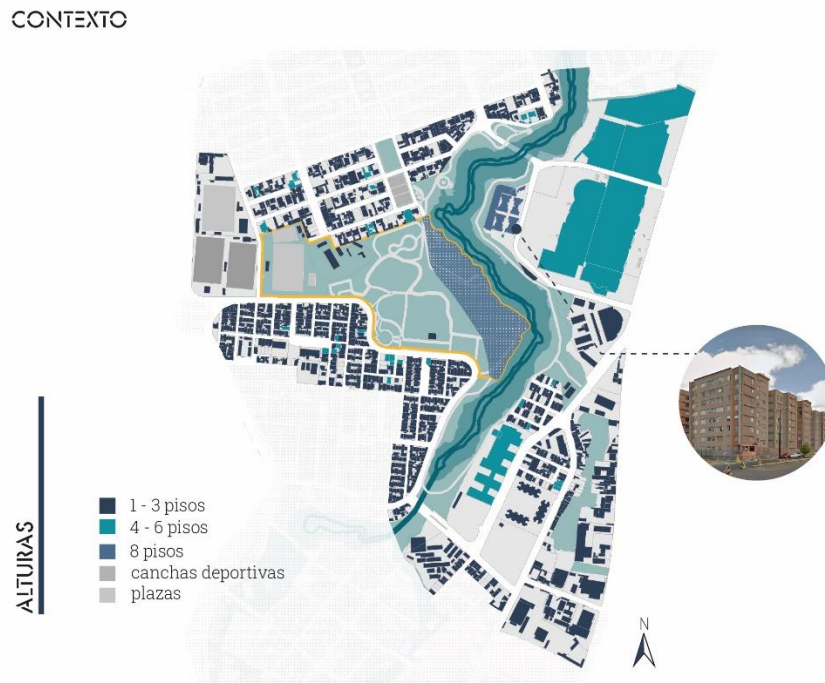 CONTEXTO
ALTURAS
1 - 3 pisos
4 - 6 pisos
8 pisos
canchas deportivas
plazas
N